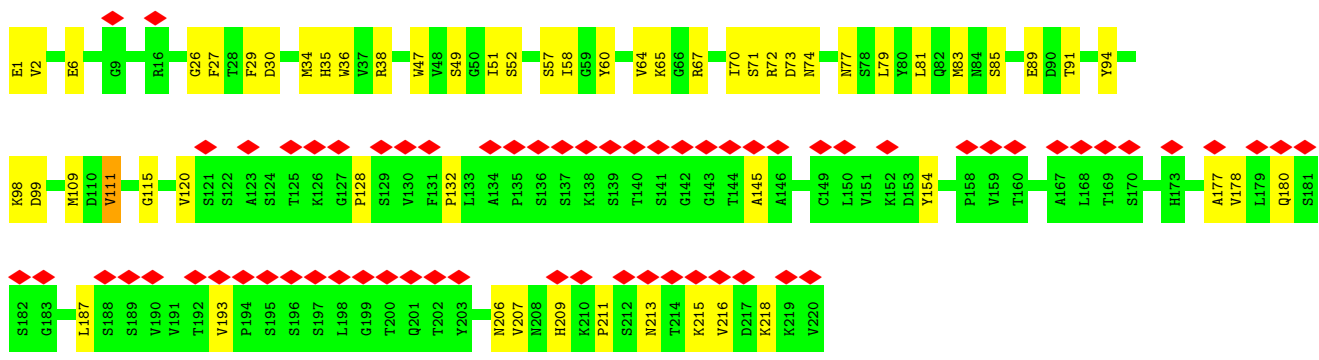 E1 V2 E6 G9 R16 G26 F27 T28 F29 D30 M34 H35 W36 V37 R38 W47 V48 S49 G50 I51 S52 S57 I58 G59 Y60 V64 K65 G66 R67 I70 S71 R72 D73 N74 N77 S78 L79 Y80 L81 Q82 M83 N84 S85 E89 D90 T91 Y94
K98 D99 M109 D110 V111 G115 V120 S121 S122 A123 S124 T125 K126 G127 P128 S129 V130 F131 P132 L133 A134 P135 S136 S137 K138 S139 T140 S141 G142 G143 T144 A145 A146 C149 L150 V151 K152 D153 Y154 P158 V159 T160 A167 L168 T169 S170 H173 A177 V178 L179 Q180 S181
S182 G183 L187 S188 S189 V190 V191 T192 V193 P194 S195 S196 S197 L198 G199 T200 Q201 T202 Y203 N206 V207 N208 H209 K210 P211 S212 N213 T214 K215 V216 D217 K218 K219 V220